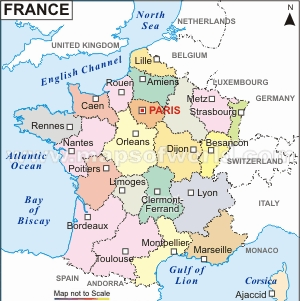 FRANCE
North
Sea
NETHERLANDS
N
UNITED KINGDOM
BELGIUM
Lille
English Channel
Amiens
LUXEMBOURG
Rouen
Caen
Metz
GERMANY
PARIS
Strasbourg
Rennes
Nantes
Orleans
Dijon
Besancon
Atlantic
Ocean
SWITZERLAND
Poitiers
Limoges
Lyon
Clermont-
Ferrand
Bay
of
Biscay
ITALY
Bordeaux
Montpellier
Marseille
MONACO
Toulouse
Gulf of
Lion
SPAIN
ANDORRA
Corsica
Ajaccio
Map not to Scale